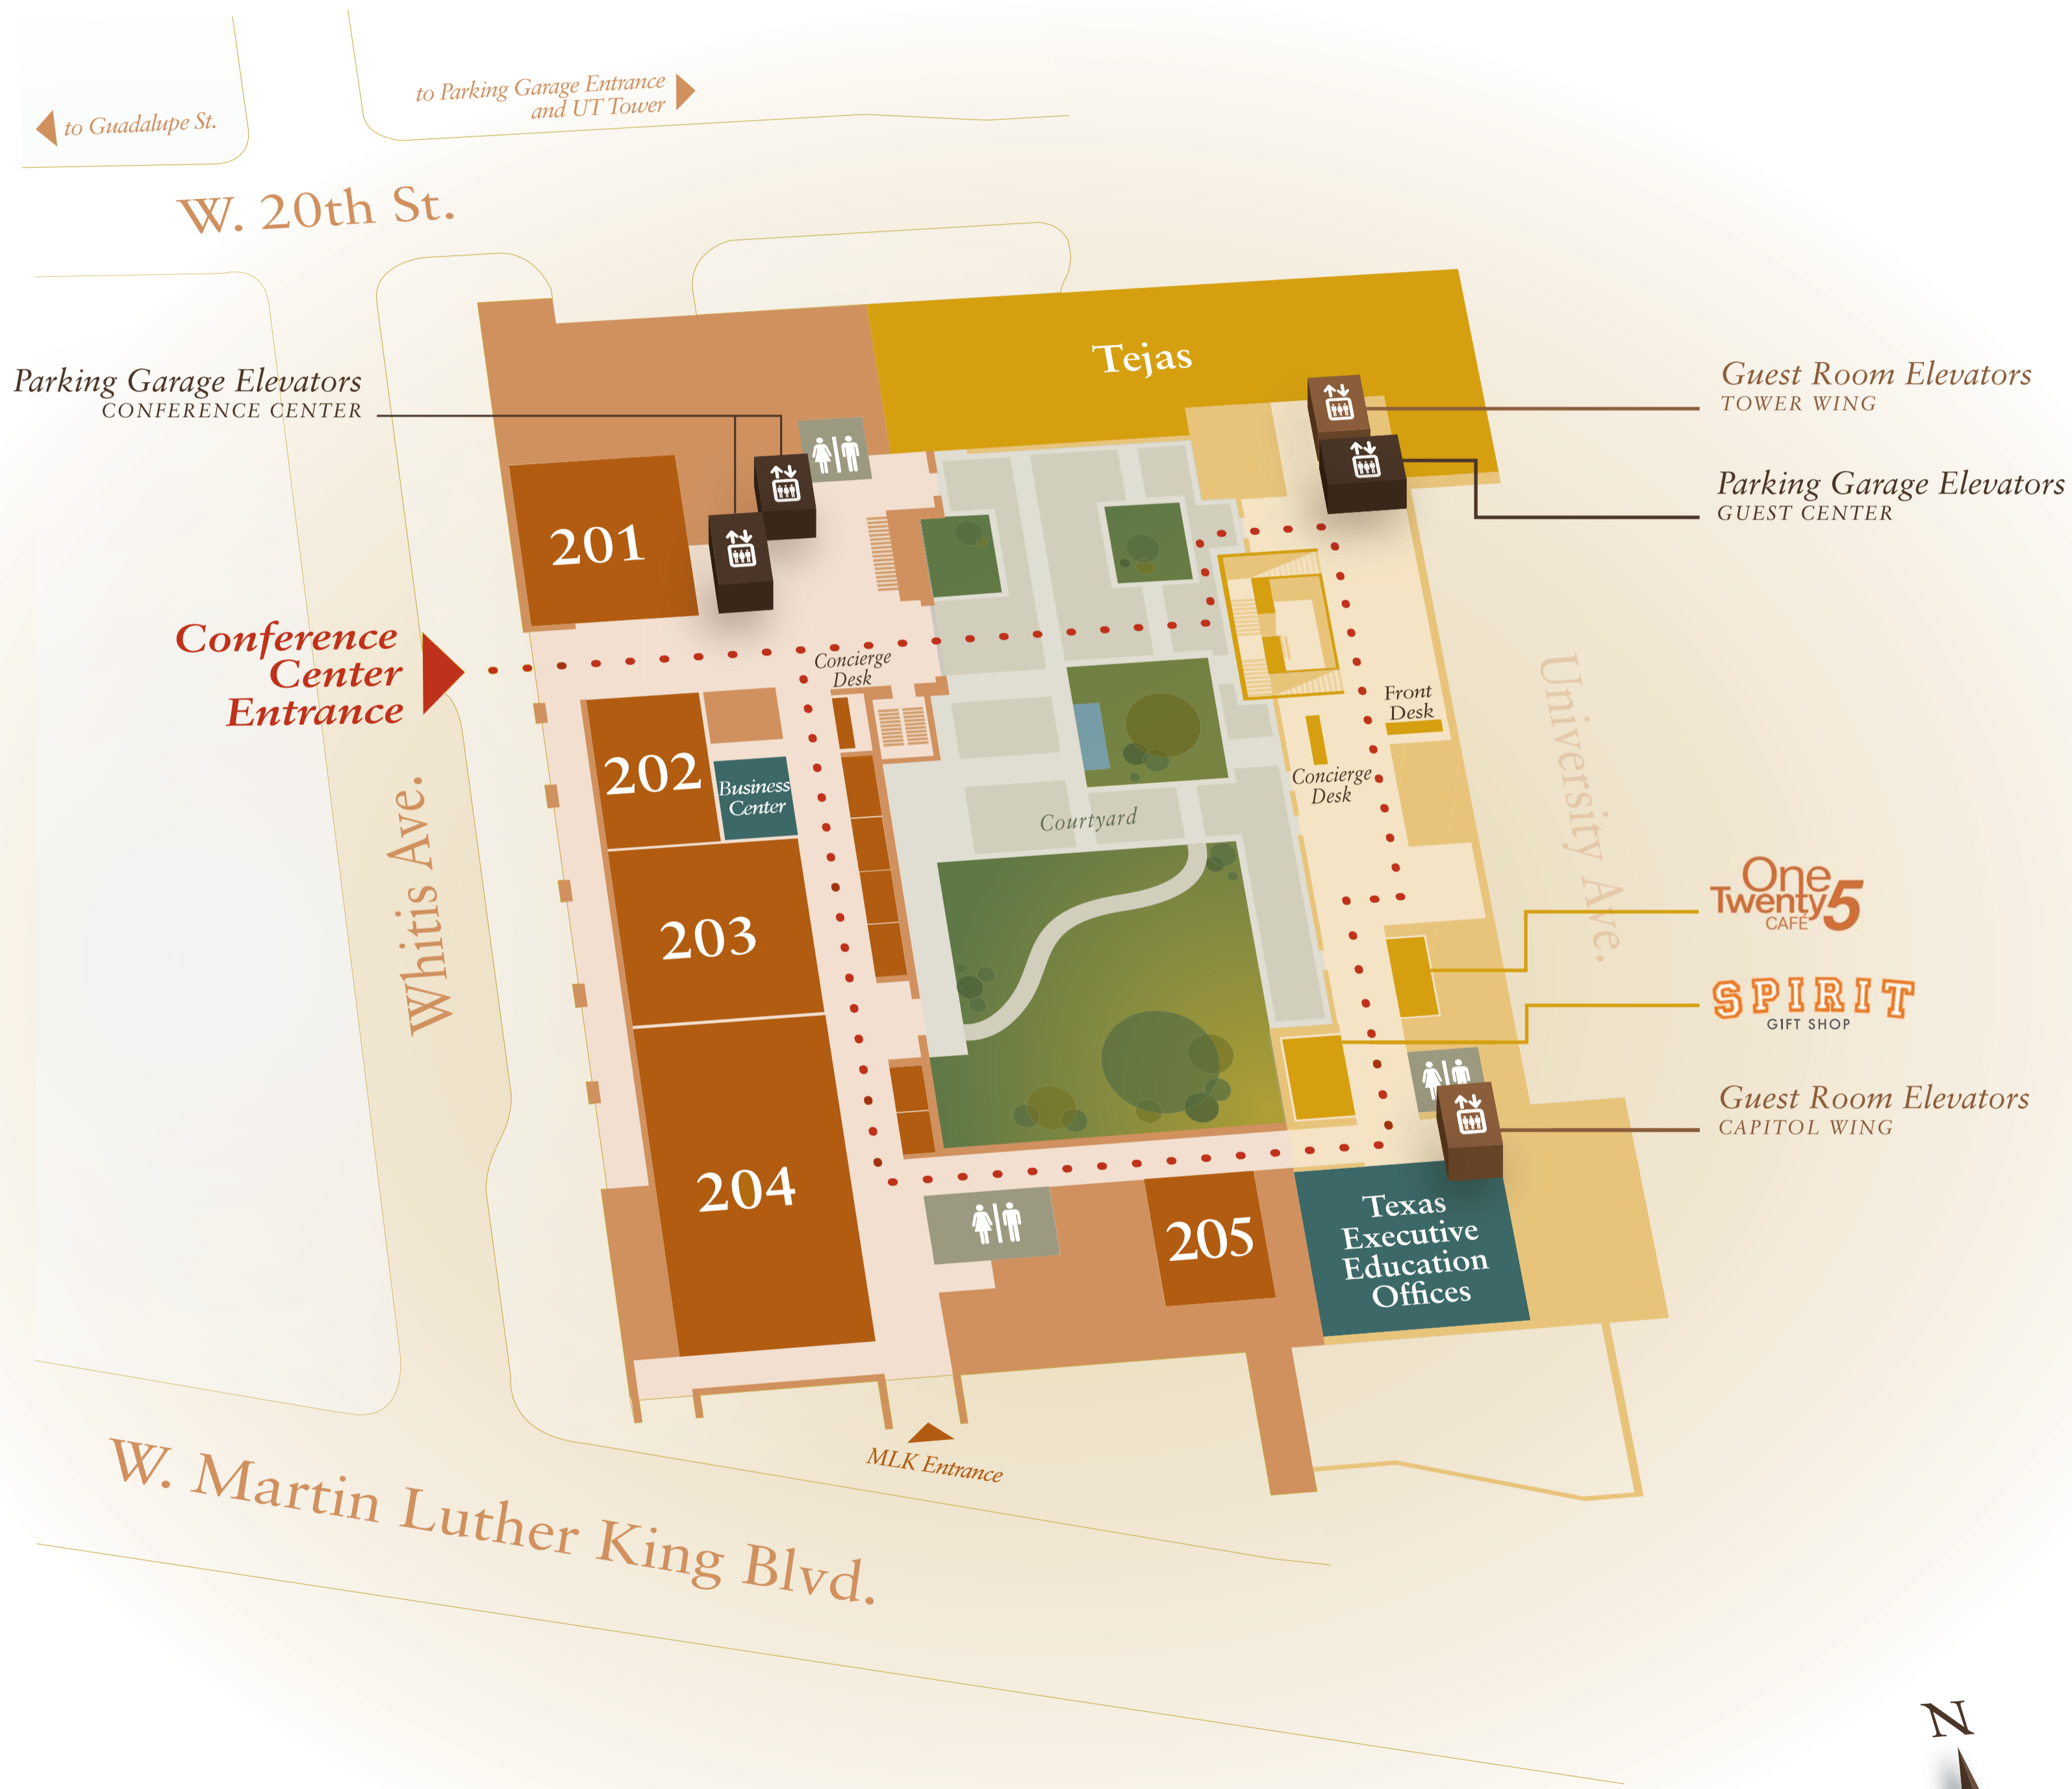 to Parking Garage Entrance
and UT Tower
to Guadalupe St.
W. 20th St.
Tejas
Parking Garage Elevators
CONFERENCE CENTER
Guest Room Elevators
TOWER WING
Parking Garage Elevators
GUEST CENTER
201
Conference
Center
Entrance
Concierge
Desk
Front
Desk
University Ave.
202
Business
Center
Concierge
Desk
Courtyard
Whitis Ave.
203
One
Twenty5
CAFÉ
SPIRIT
GIFT SHOP
Guest Room Elevators
CAPITOL WING
204
205
Texas
Executive
Education
Offices
MLK Entrance
W. Martin Luther King Blvd.
N